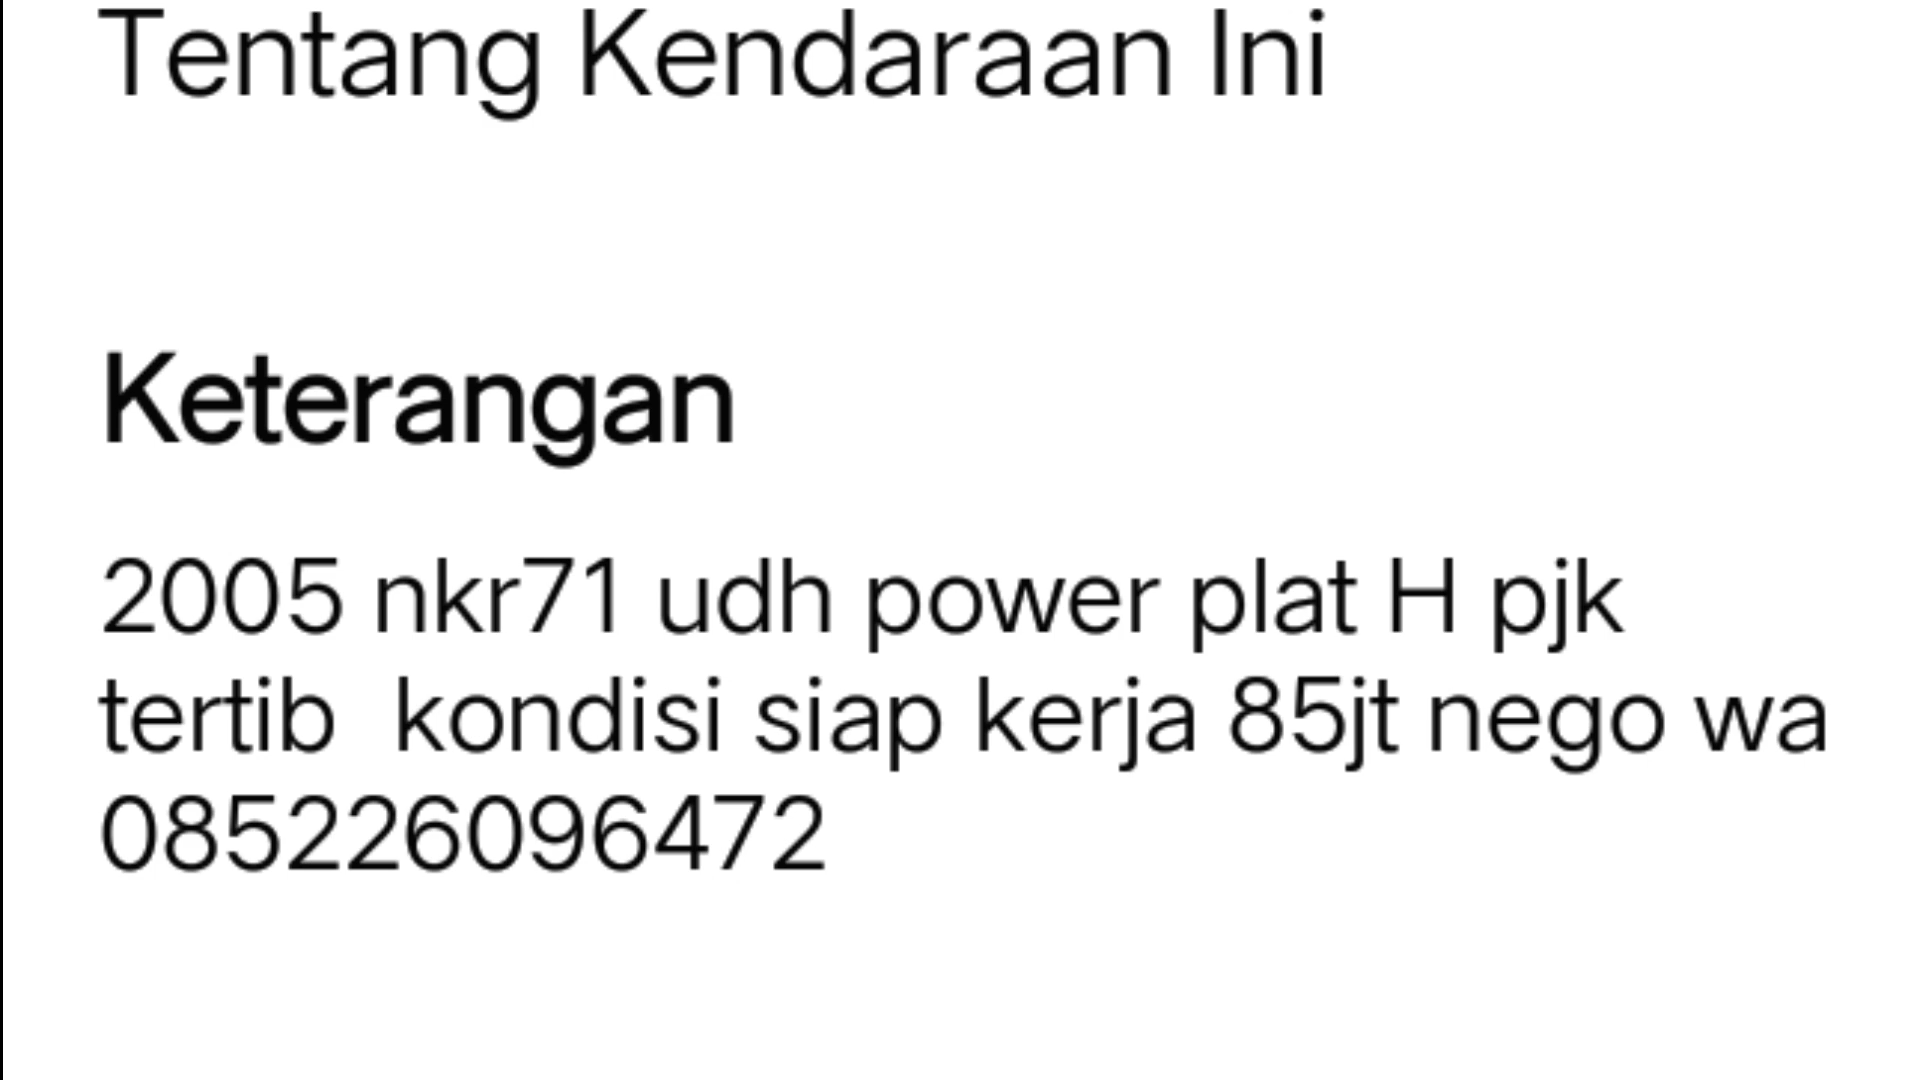 Tentang Kendaraan Ini
Keterangan
2005 nkr71 udh power plat H pjk
tertib  kondisi siap kerja 85jt nego wa
085226096472